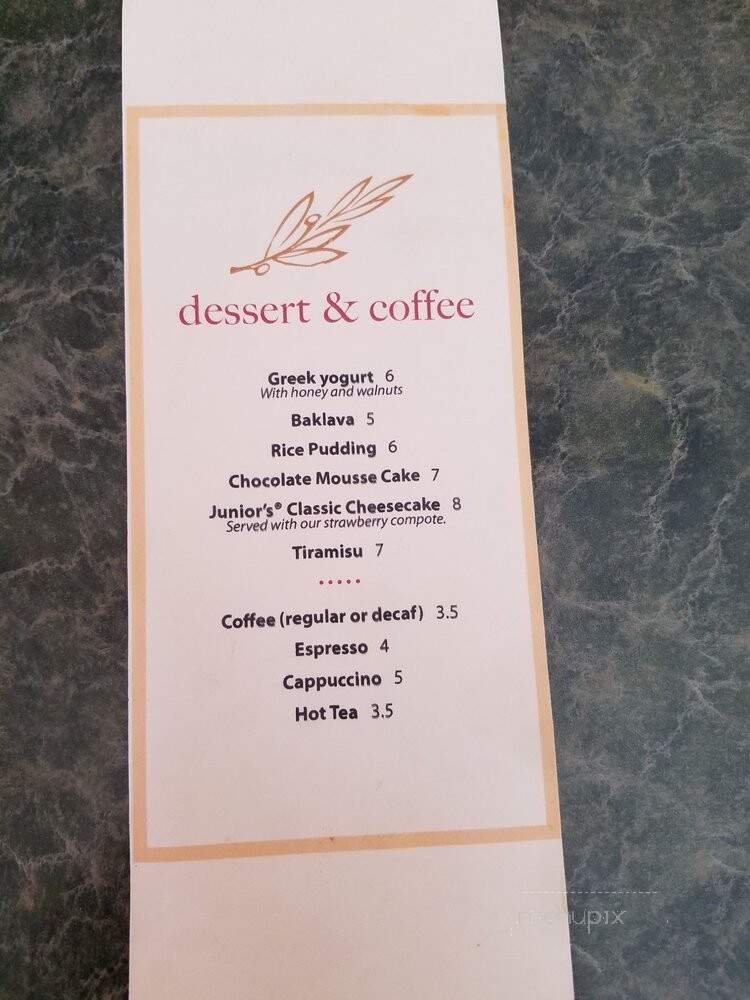 dessert & coffee
Greek yogurt 6
With honey and walnuts
Baklava 5
Rice Pudding 6
Chocolate Mousse Cake 7
Junior's® Classic Cheesecake 8
Served with our strawberry compote.
Tiramisu 7
Coffee (regular or decaf) 3.5
Espresso 4
Cappuccino 5
Hot Tea 3.5
menupix